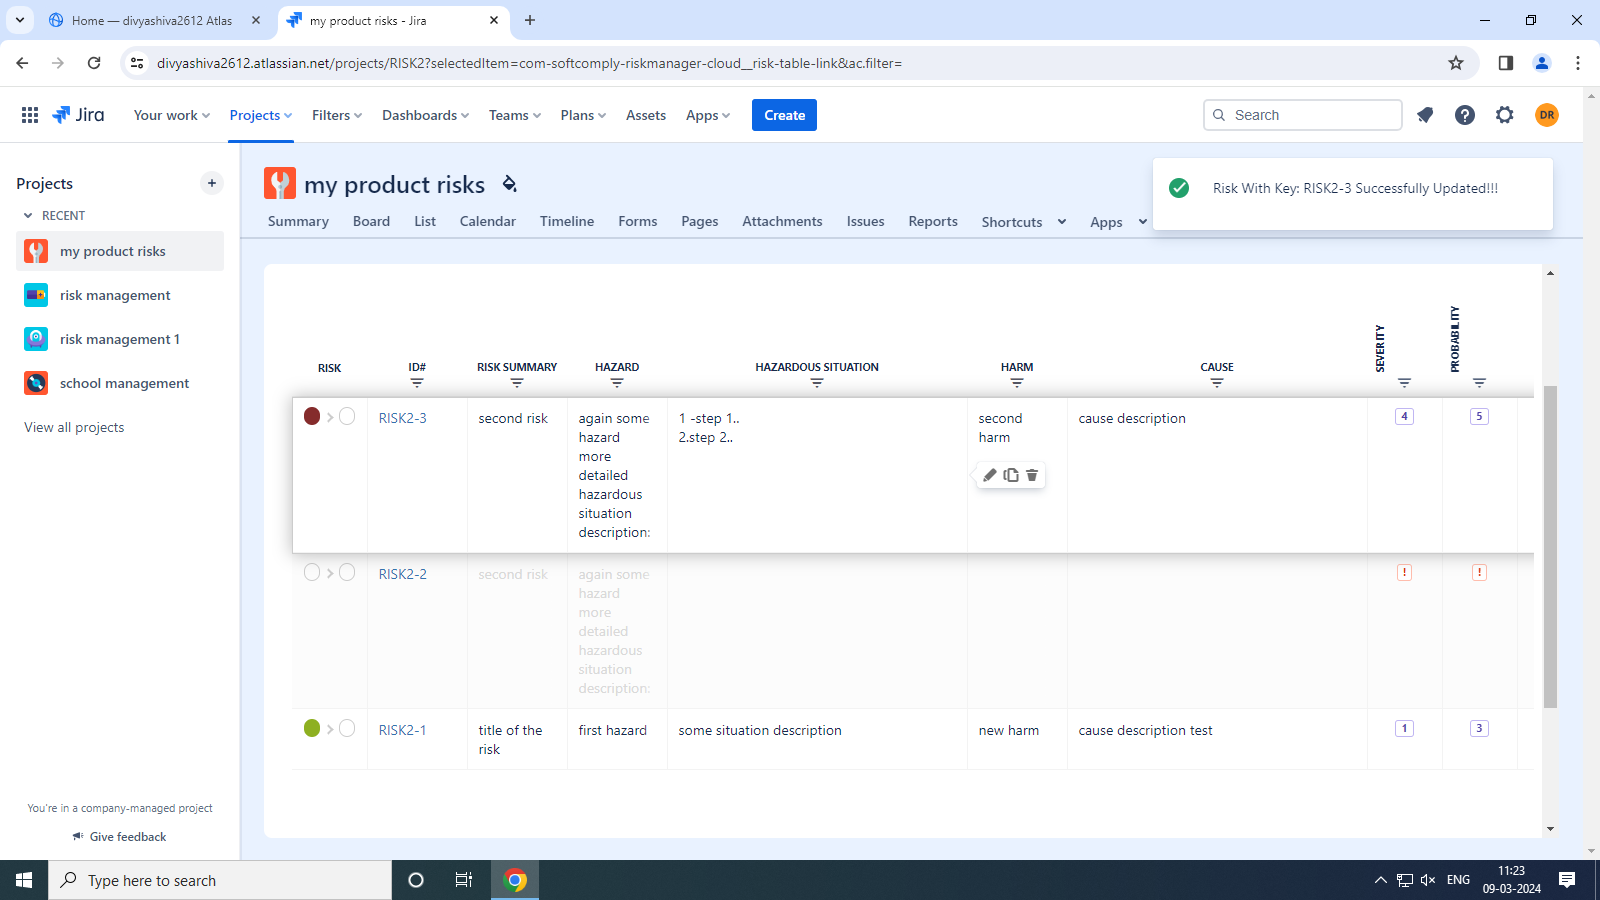 Home — divyashiva2612 Atlas
my product risks - Jira
divyashiva2612.atlassian.net/projects/RISK2?selectedItem=com-softcomply-riskmanager-cloud__risk-table-link&ac.filter=
Jira
Your work
Projects
Filters
Dashboards
Teams
Plans
Assets
Apps
Create
Search
DR
Projects
RECENT
my product risks
risk management
risk management 1
school management
View all projects
You're in a company-managed project
Give feedback
my product risks
Risk With Key: RISK2-3 Successfully Updated!!!
Summary
Board
List
Calendar
Timeline
Forms
Pages
Attachments
Issues
Reports
Shortcuts
Apps
RISK
ID#
RISK SUMMARY
HAZARD
HAZARDOUS SITUATION
HARM
CAUSE
SEVERITY
PROBABILITY
RISK2-3
second risk
again some
hazard
more
detailed
hazardous
situation
description:
1 -step 1..
2.step 2..
second
harm
cause description
4
5
RISK2-2
second risk
again some
hazard
more
detailed
hazardous
situation
description:
!
!
RISK2-1
title of the
risk
first hazard
some situation description
new harm
cause description test
1
3
Type here to search
ENG
11:23
09-03-2024